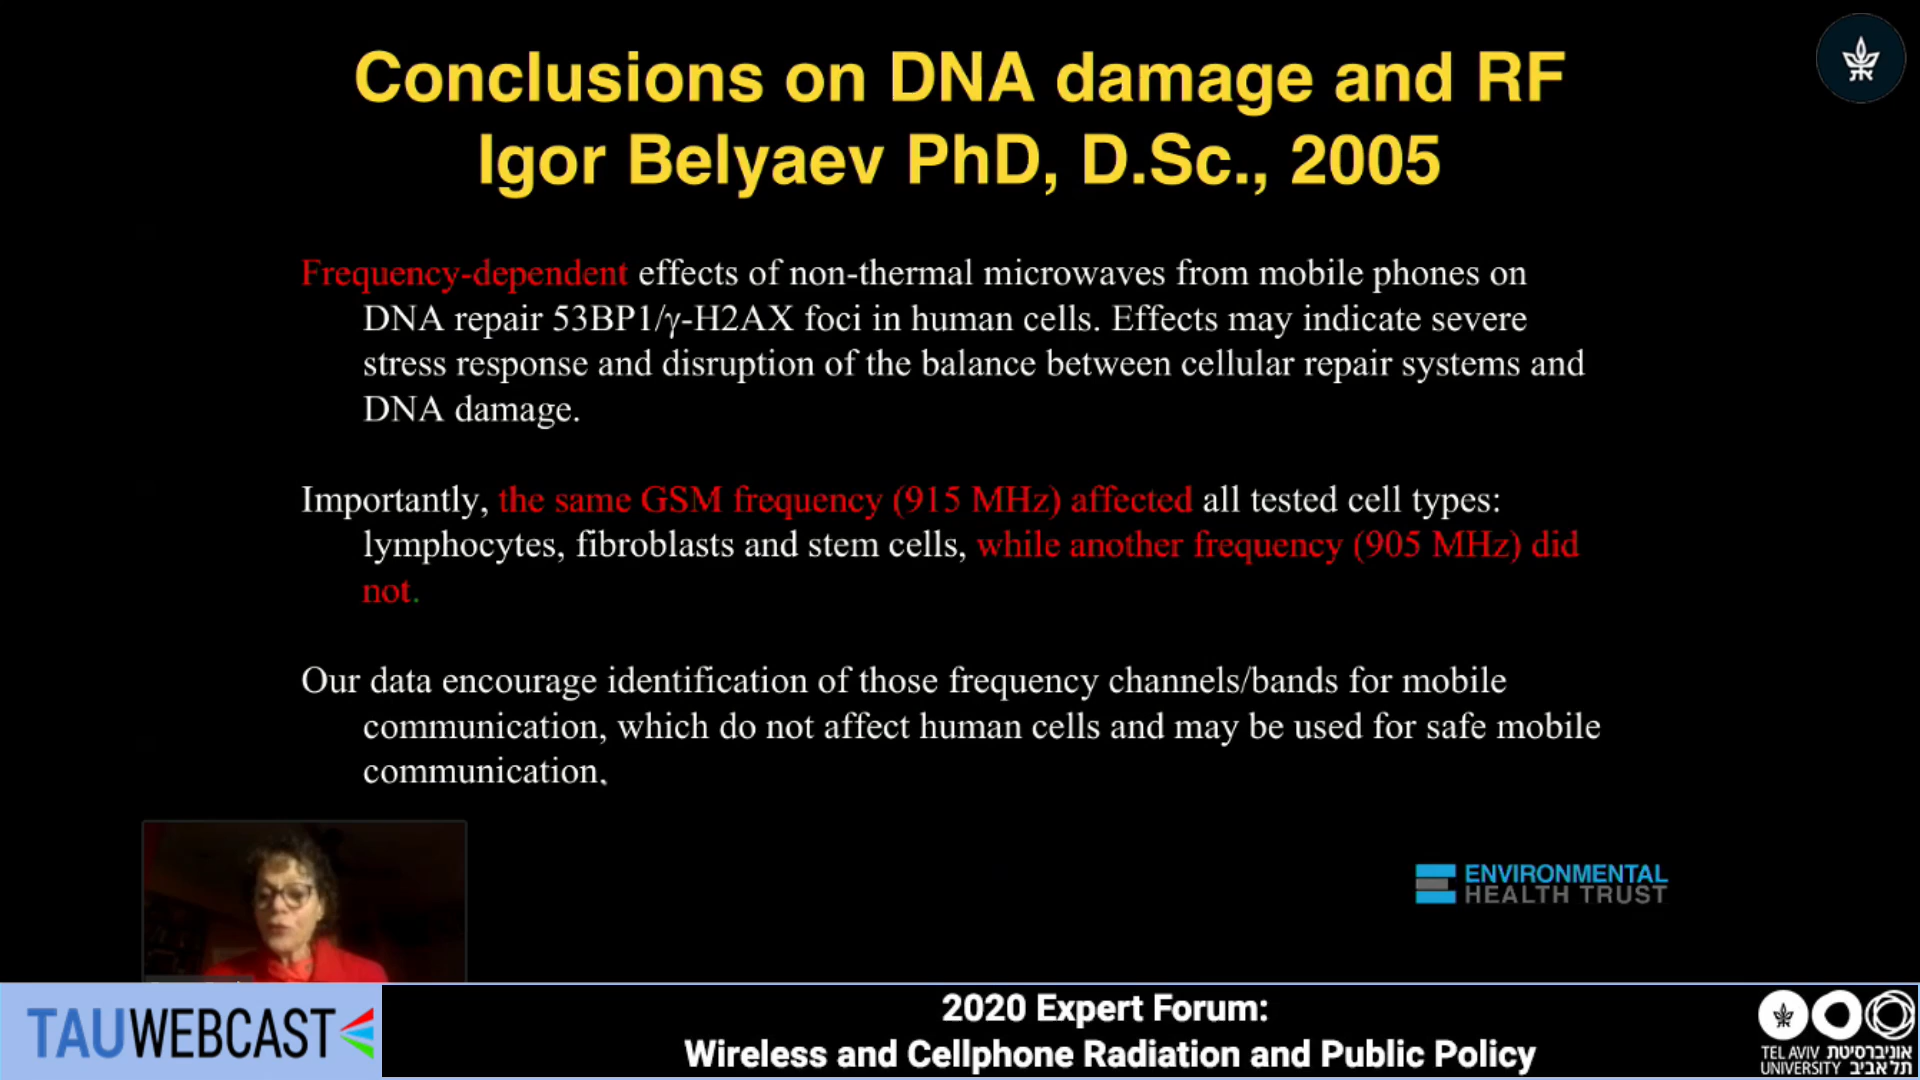 Conclusions on DNA damage and RF
Igor Belyaev PhD, D.Sc., 2005
Frequency-dependent effects of non-thermal microwaves from mobile phones on
DNA repair 53BP1/γ-H2AX foci in human cells. Effects may indicate severe
stress response and disruption of the balance between cellular repair systems and
DNA damage.
Importantly, the same GSM frequency (915 MHz) affected all tested cell types:
lymphocytes, fibroblasts and stem cells, while another frequency (905 MHz) did
not.
Our data encourage identification of those frequency channels/bands for mobile
communication, which do not affect human cells and may be used for safe mobile
communication.
ENVIRONMENTAL
HEALTH TRUST
TAUWEBCAST
2020 Expert Forum:
Wireless and Cellphone Radiation and Public Policy
TEL AVIV אוניברסיטת
UNIVERSITY תל אביב